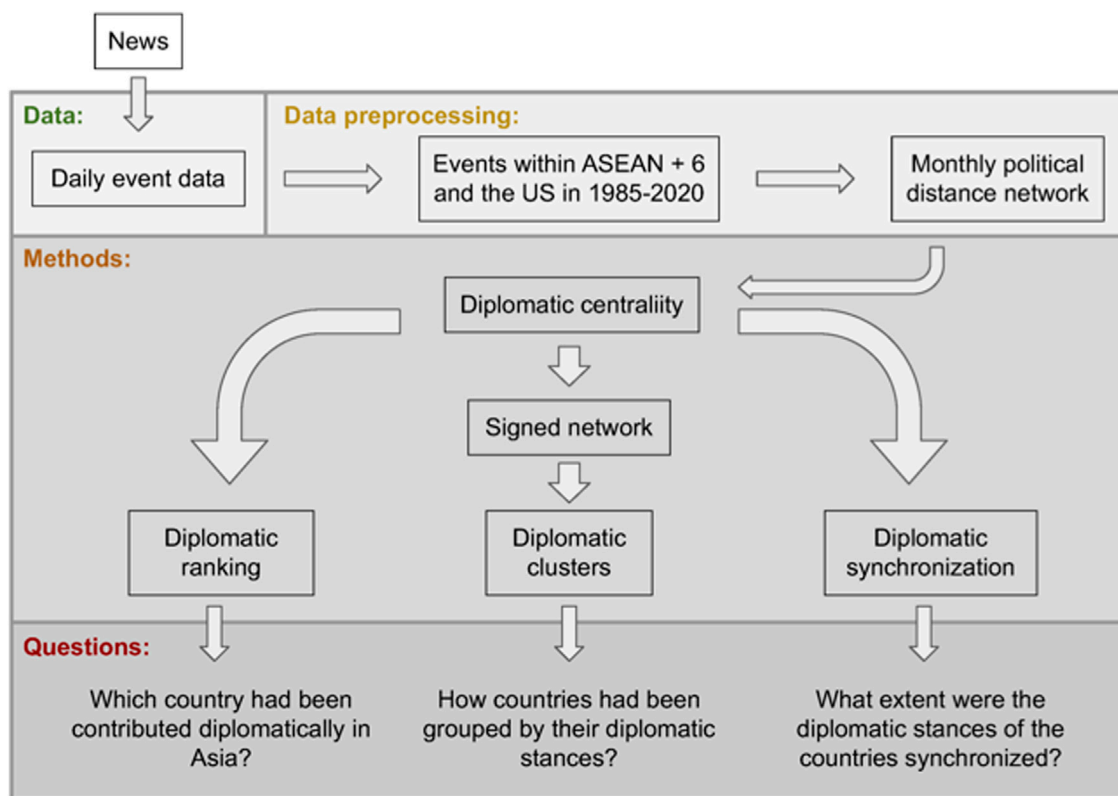 News
Data:
Data preprocessing:
Daily event data
Events within ASEAN + 6
and the US in 1985-2020
Monthly political
distance network
Methods:
Diplomatic centraliity
Signed network
Diplomatic
ranking
Diplomatic
clusters
Diplomatic
synchronization
Questions:
Which country had been
contributed diplomatically in
Asia?
How countries had been
grouped by their diplomatic
stances?
What extent were the
diplomatic stances of the
countries synchronized?